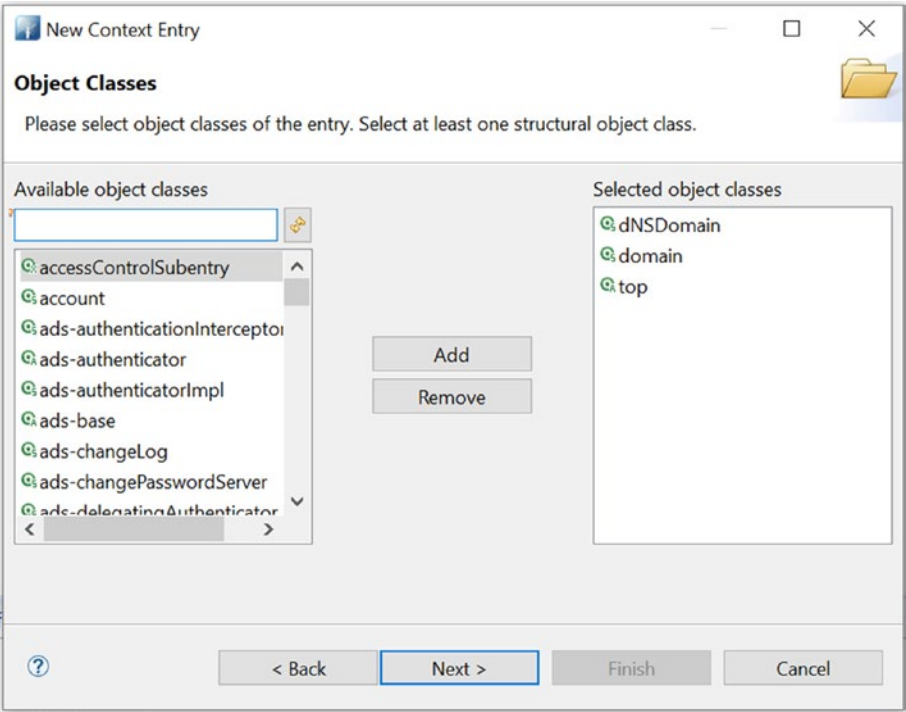 New Context Entry
Object Classes
Please select object classes of the entry. Select at least one structural object class.
Available object classes
accessControlSubentry
account
ads-authenticationInterceptor
ads-authenticator
ads-authenticatorImpl
ads-base
ads-changeLog
ads-changePasswordServer
ads-delegatingAuthenticator
Add
Remove
Selected object classes
dNSDomain
domain
top
< Back
Next >
Finish
Cancel